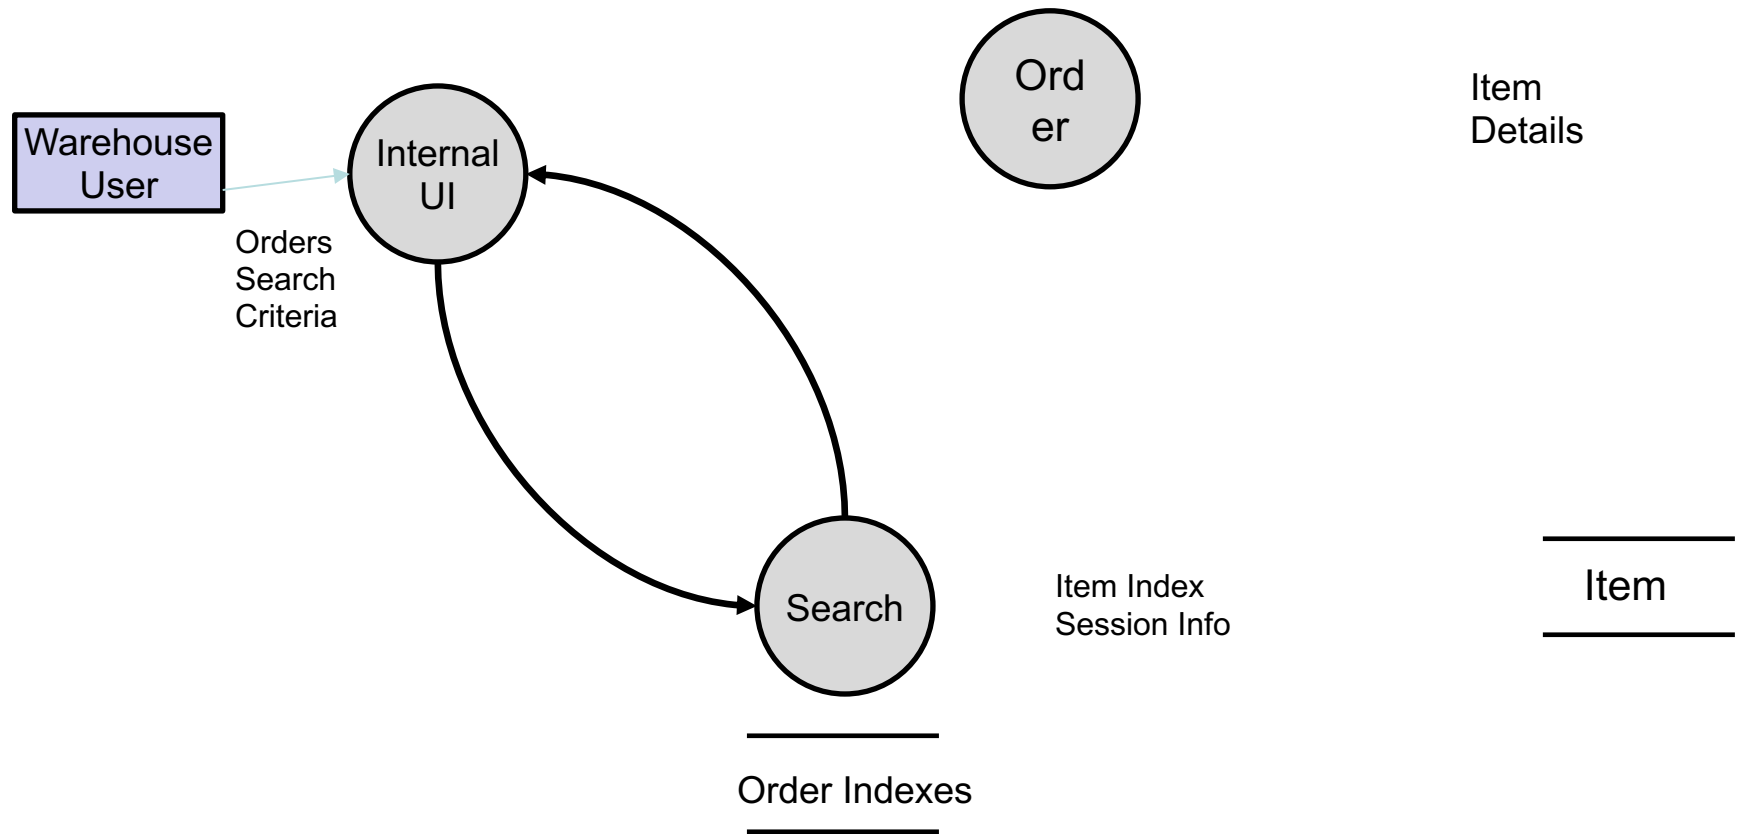 Warehouse
User
Internal
UI
Orders
Search
Criteria
Ord
er
Item
Details
Search
Item Index
Session Info
Item
Order Indexes